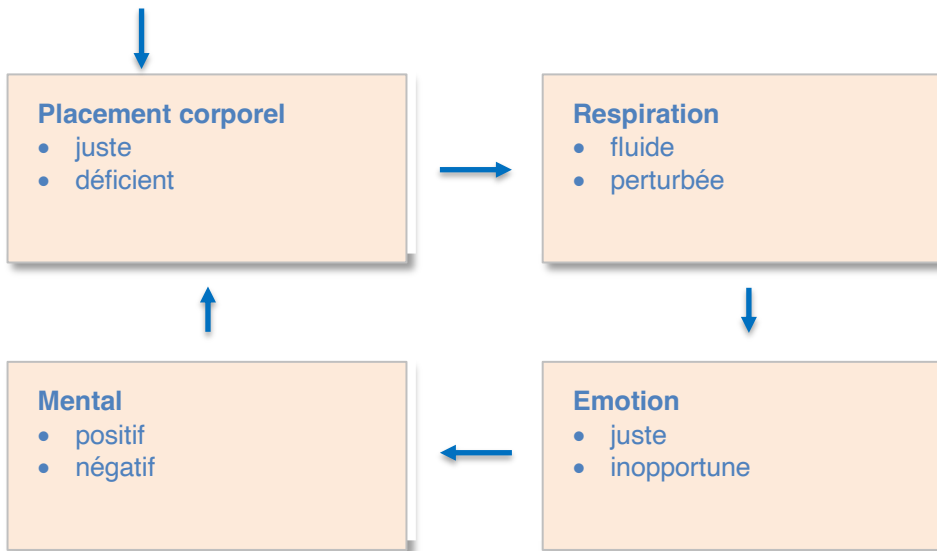 Placement corporel
• juste
• déficient
Respiration
• fluide
• perturbée
Mental
• positif
• négatif
Emotion
• juste
• inopportune